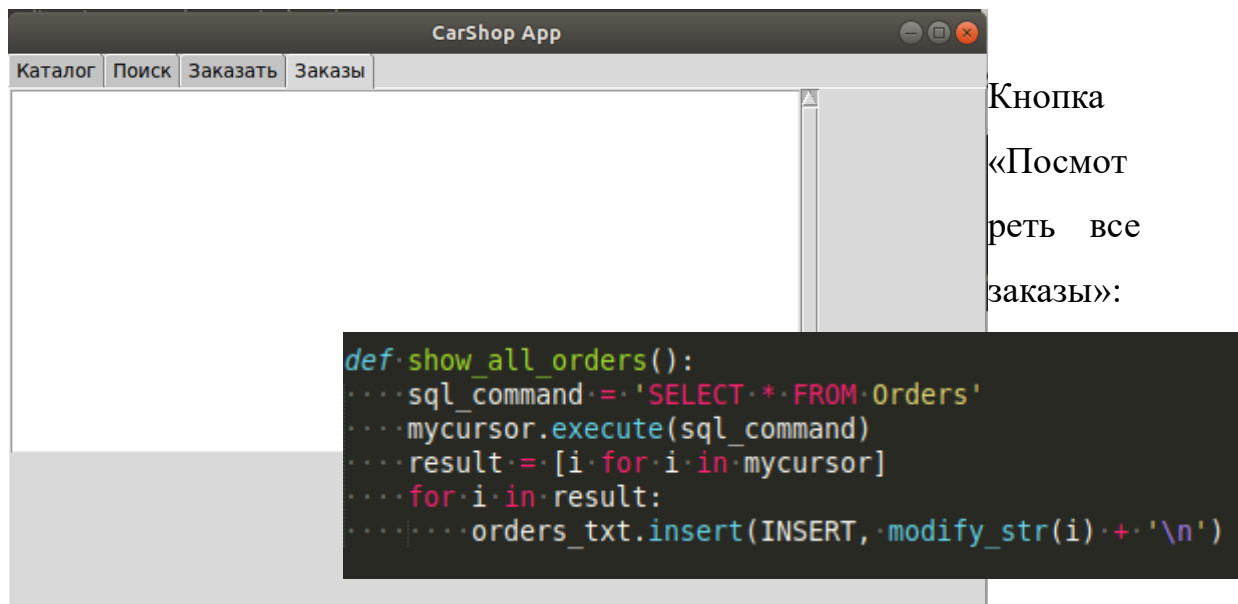 CarShop App
Каталог Поиск Заказать Заказы
Кнопка
«Посмот
реть все
заказы»:
def show_all_orders():
    sql_command = 'SELECT * FROM Orders'
    mycursor.execute(sql_command)
    result = [i for i in mycursor]
    for i in result:
        orders_txt.insert(INSERT, modify_str(i) + '\n')